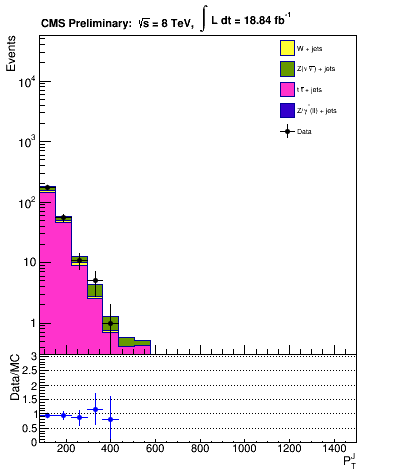 CMS Preliminary: √s = 8 TeV, ∫ L dt = 18.84 fb⁻¹
Events
W + jets
Z(ν ν̅) + jets
t t̅ + jets
Z/γ*(ll) + jets
Data
10⁴
10³
10²
10
1
Data/MC
3
2.5
2
1.5
1
0.5
0
200 400 600 800 1000 1200 1400
P_T^J